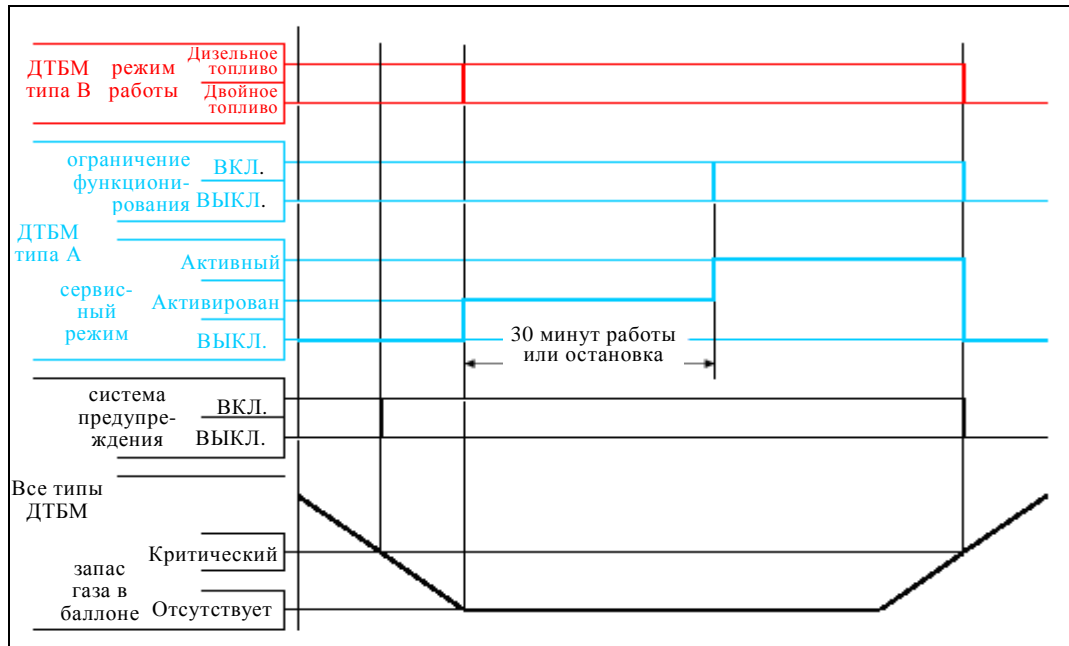 ДТБМ режим
типа В работы
Дизельное
топливо
Двойное
топливо
ограничение
функциони-
рования
ВКЛ.
ВЫКЛ.
ДТБМ
типа А
сервис-
ный
режим
Активный
Активирован
ВЫКЛ.
30 минут работы
или остановка
система
предупре-
ждения
ВКЛ.
ВЫКЛ.
Все типы
ДТБМ
запас
газа в
баллоне
Критический
Отсутствует